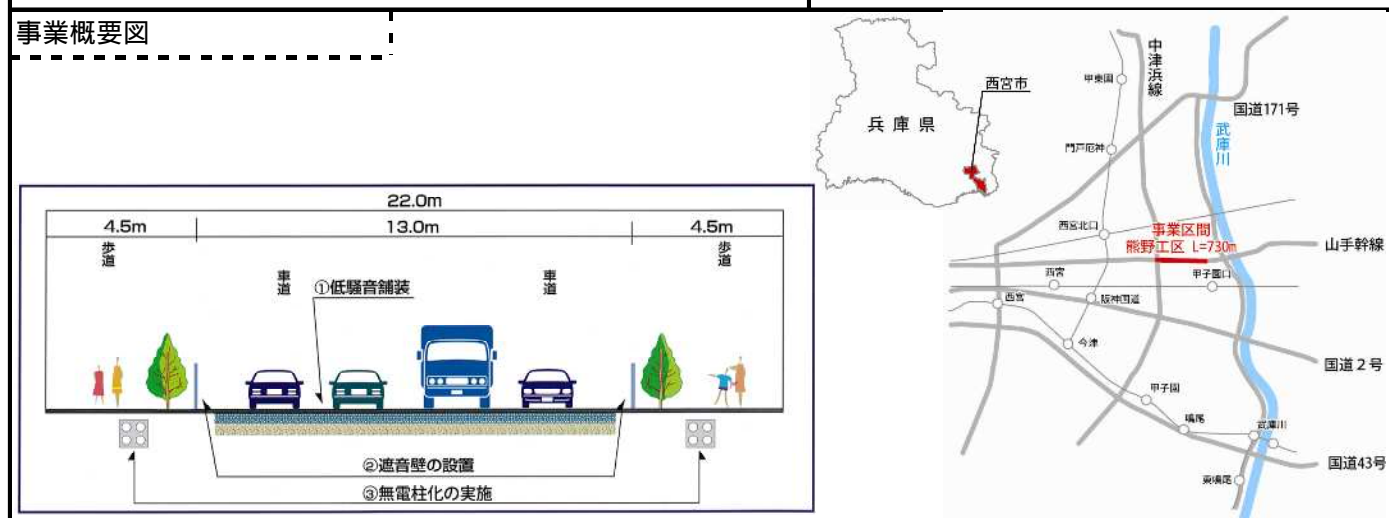 事業概要図
22.0m
4.5m
13.0m
4.5m
歩道
車道
①低騒音舗装
車道
歩道
②遮音壁の設置
③無電柱化の実施
兵庫県
西宮市
中津浜線
甲東園
国道171号
門戸厄神
武庫川
西宮北口
事業区間
熊野工区 L=730m
山手幹線
西宮
甲子園口
西宮
阪神国道
今津
国道2号
甲子園
鳴尾
武庫川
国道43号
東鳴尾